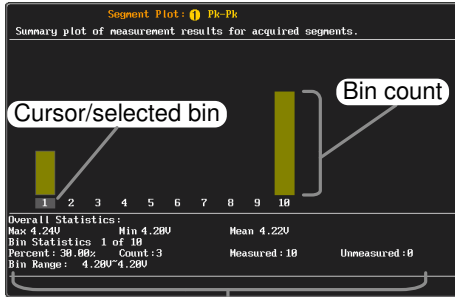 Segment Plot: 1 Pk-Pk
Summary plot of measurement results for acquired segments.
Bin count
Cursor/selected bin
1 2 3 4 5 6 7 8 9 10
Overall Statistics:
Max 4.24V Min 4.20V Mean 4.22V
Bin Statistics 1 of 10
Percent: 30.00% Count:3 Measured:10 Unmeasured:0
Bin Range: 4.20V~4.20V